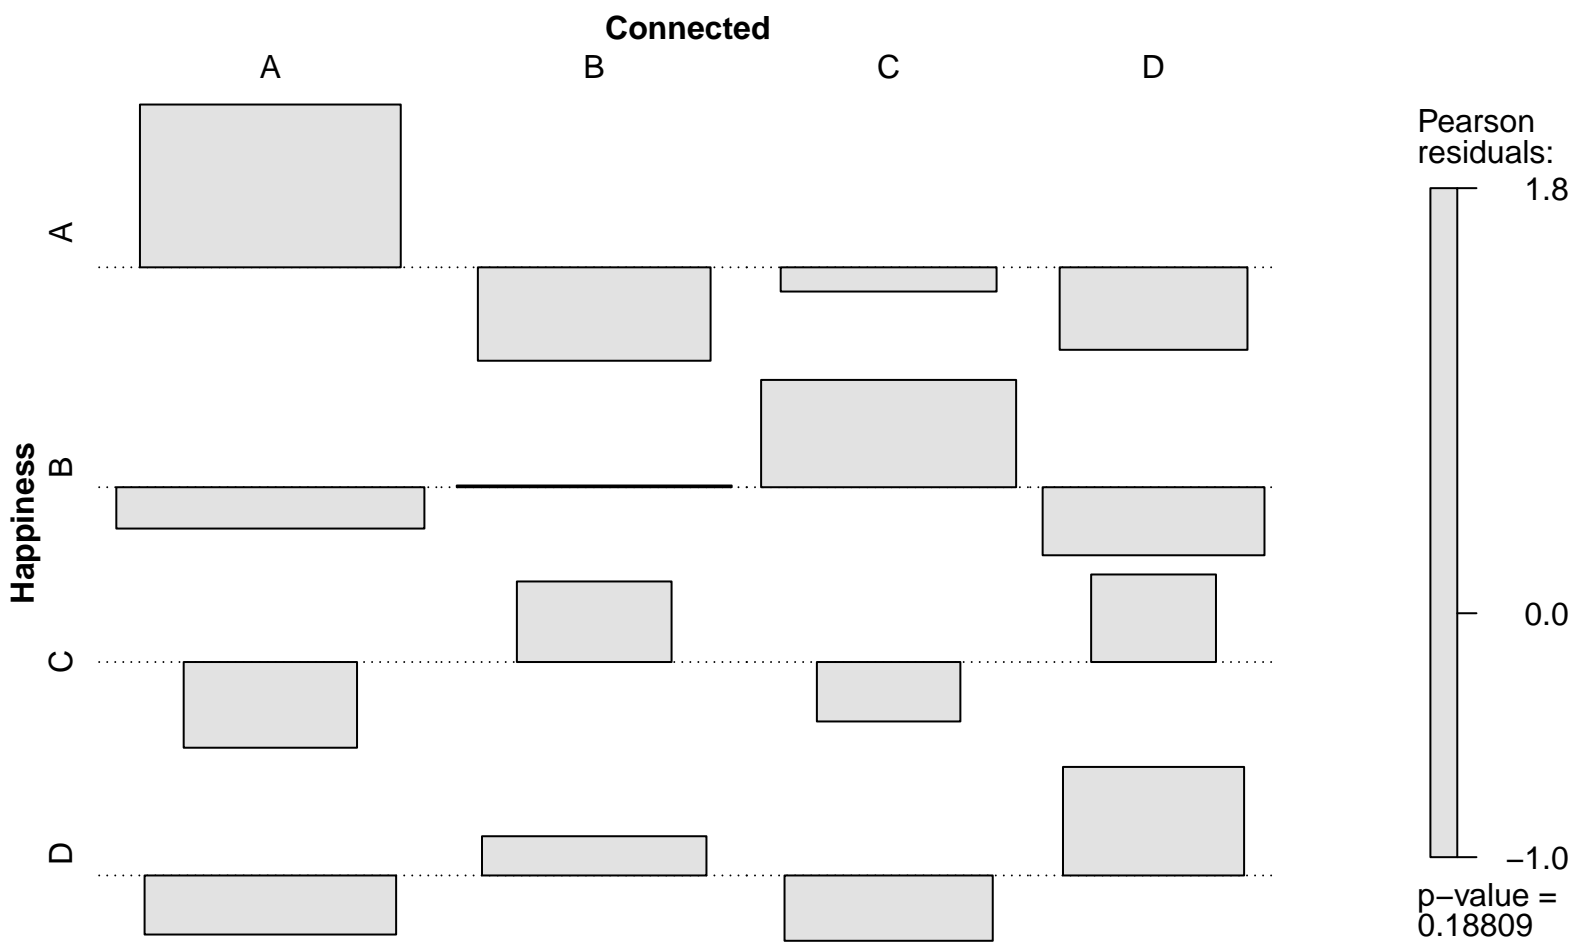 Connected
A B C D
Happiness
A
B
C
D
Pearson
residuals:
1.8
0.0
−1.0
p−value =
0.18809